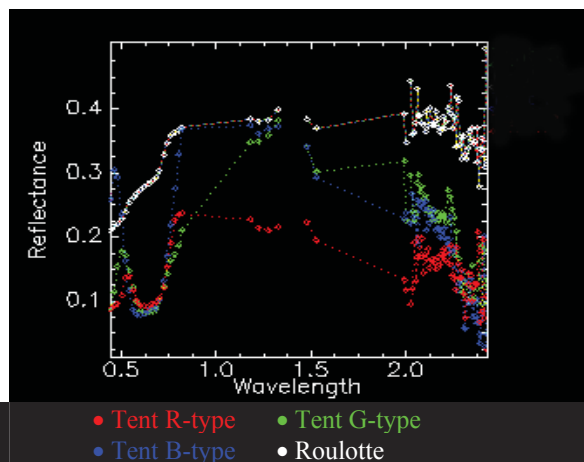 0.4
0.3
0.2
0.1
Reflectance
0.5 1.0 1.5 2.0
Wavelength
Tent R-type Tent G-type
Tent B-type Roulotte